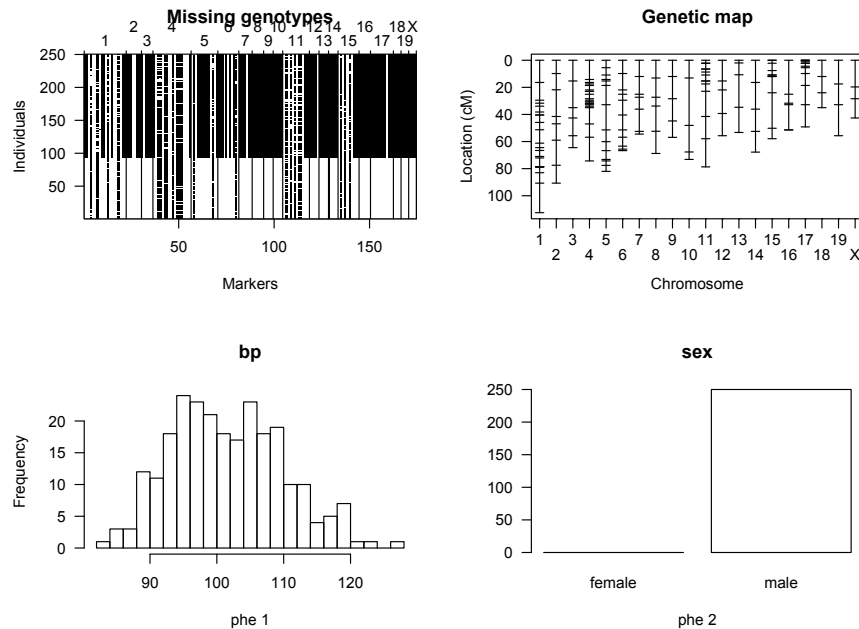 Missing genotypes
2 4 6 8 10 12 14 16 18 X
1 3 5 7 9 11 13 15 17 19
250
200
150
100
50
Individuals
50 100 150
Markers
Genetic map
0
20
40
60
80
100
Location (cM)
1 3 5 7 9 11 13 15 17 19
2 4 6 8 10 12 14 16 18 X
Chromosome
bp
20
15
10
5
0
Frequency
90 100 110 120
phe 1
sex
250
200
150
100
50
0
female male
phe 2